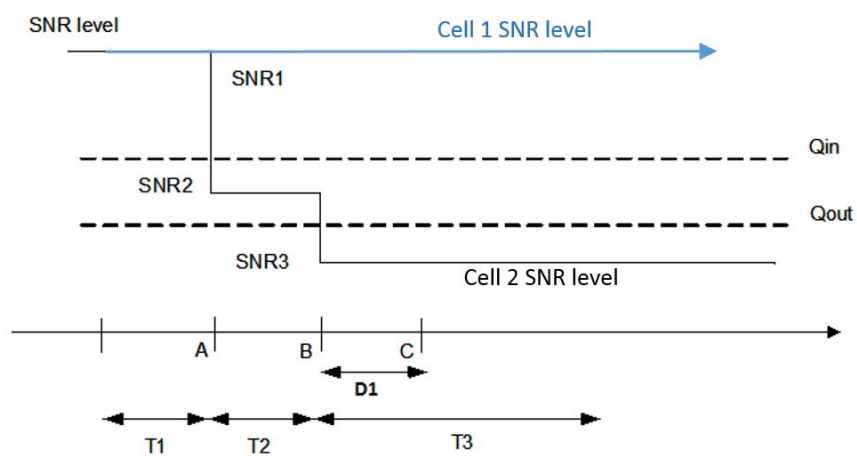 SNR level
Cell 1 SNR level
SNR1
Qin
SNR2
Qout
SNR3
Cell 2 SNR level
A
B
C
D1
T1
T2
T3